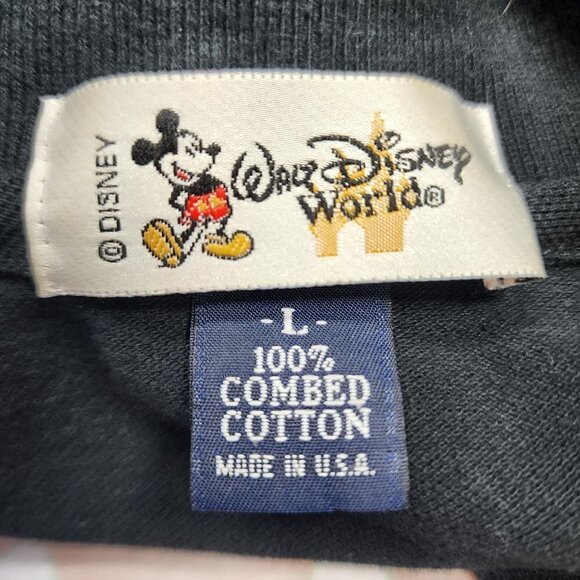 © DISNEY
WALT DISNEY
World®
- L -
100%
COMBED
COTTON
MADE IN U.S.A.